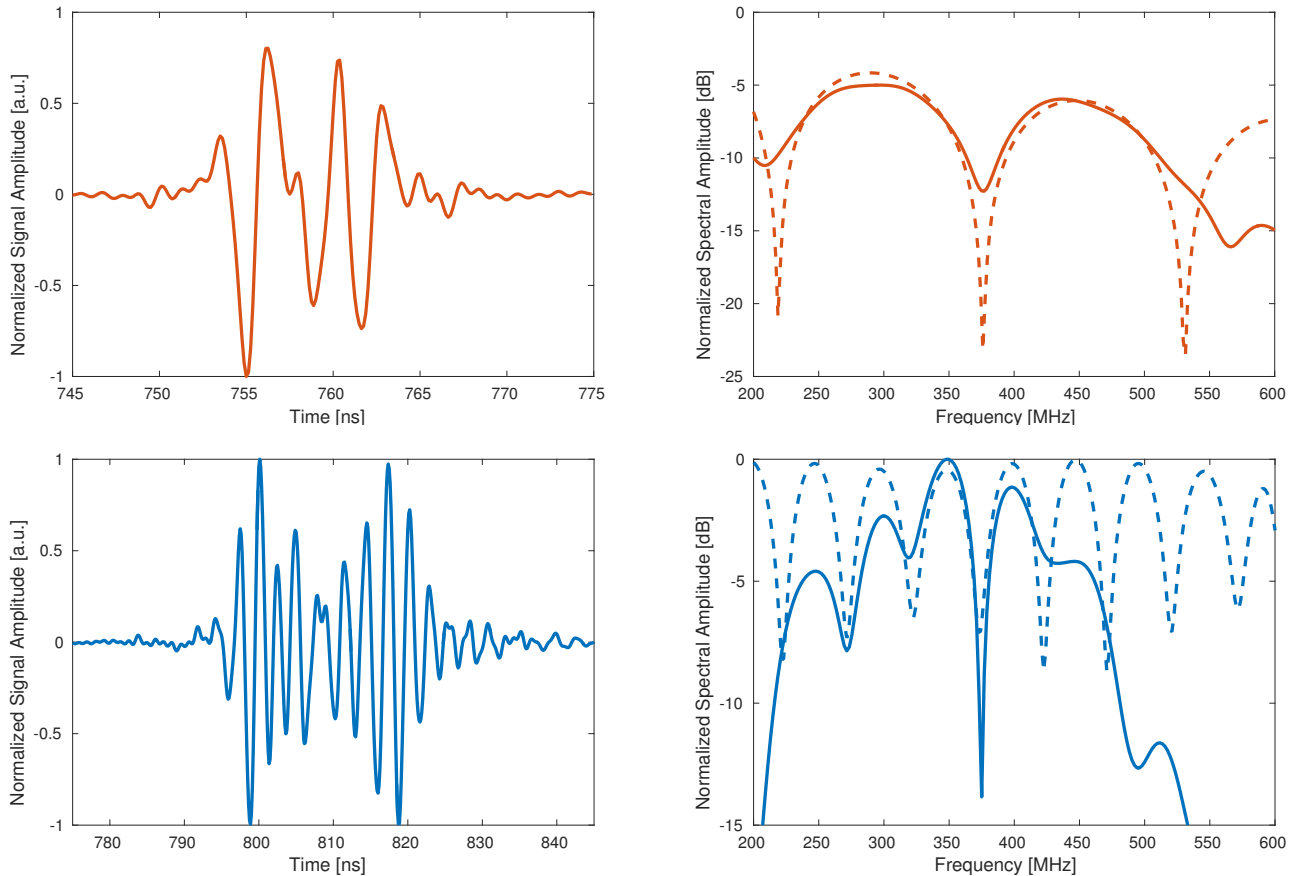 Normalized Signal Amplitude [a.u.]
1
0.5
0
-0.5
-1
745 750 755 760 765 770 775
Time [ns]
Normalized Spectral Amplitude [dB]
0
-5
-10
-15
-20
-25
200 250 300 350 400 450 500 550 600
Frequency [MHz]
Normalized Signal Amplitude [a.u.]
1
0.5
0
-0.5
-1
780 790 800 810 820 830 840
Time [ns]
Normalized Spectral Amplitude [dB]
0
-5
-10
-15
200 250 300 350 400 450 500 550 600
Frequency [MHz]